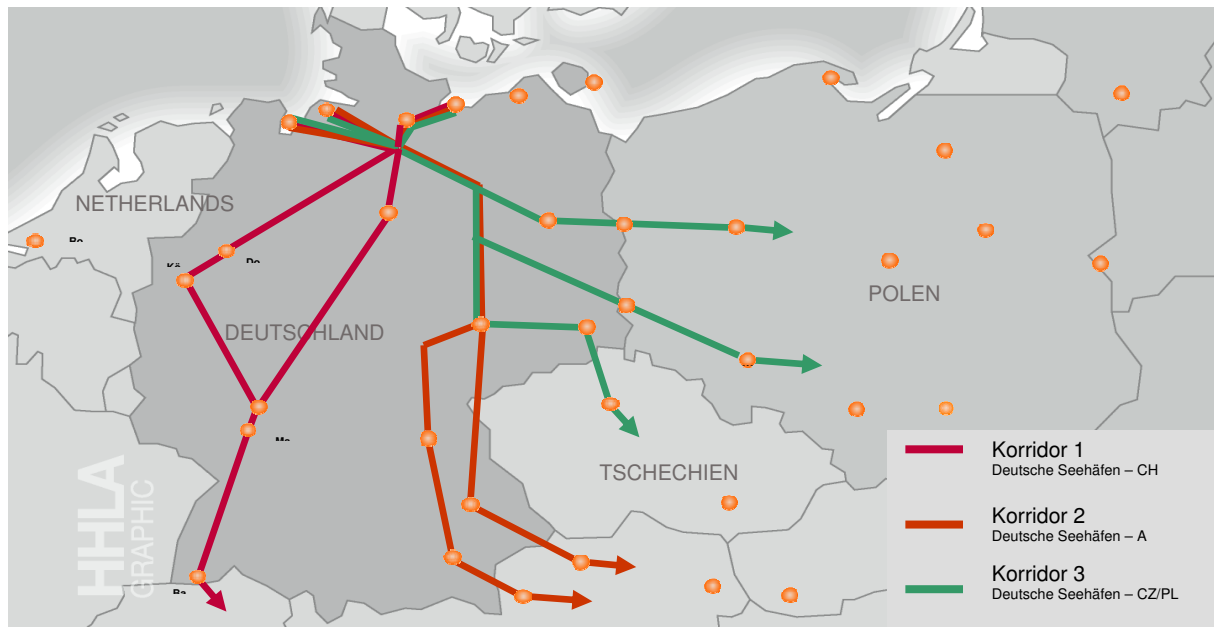 NETHERLANDS
DEUTSCHLAND
POLEN
TSCHECHIEN
HHLA
GRAPHIC
Korridor 1
Deutsche Seehäfen – CH
Korridor 2
Deutsche Seehäfen – A
Korridor 3
Deutsche Seehäfen – CZ/PL